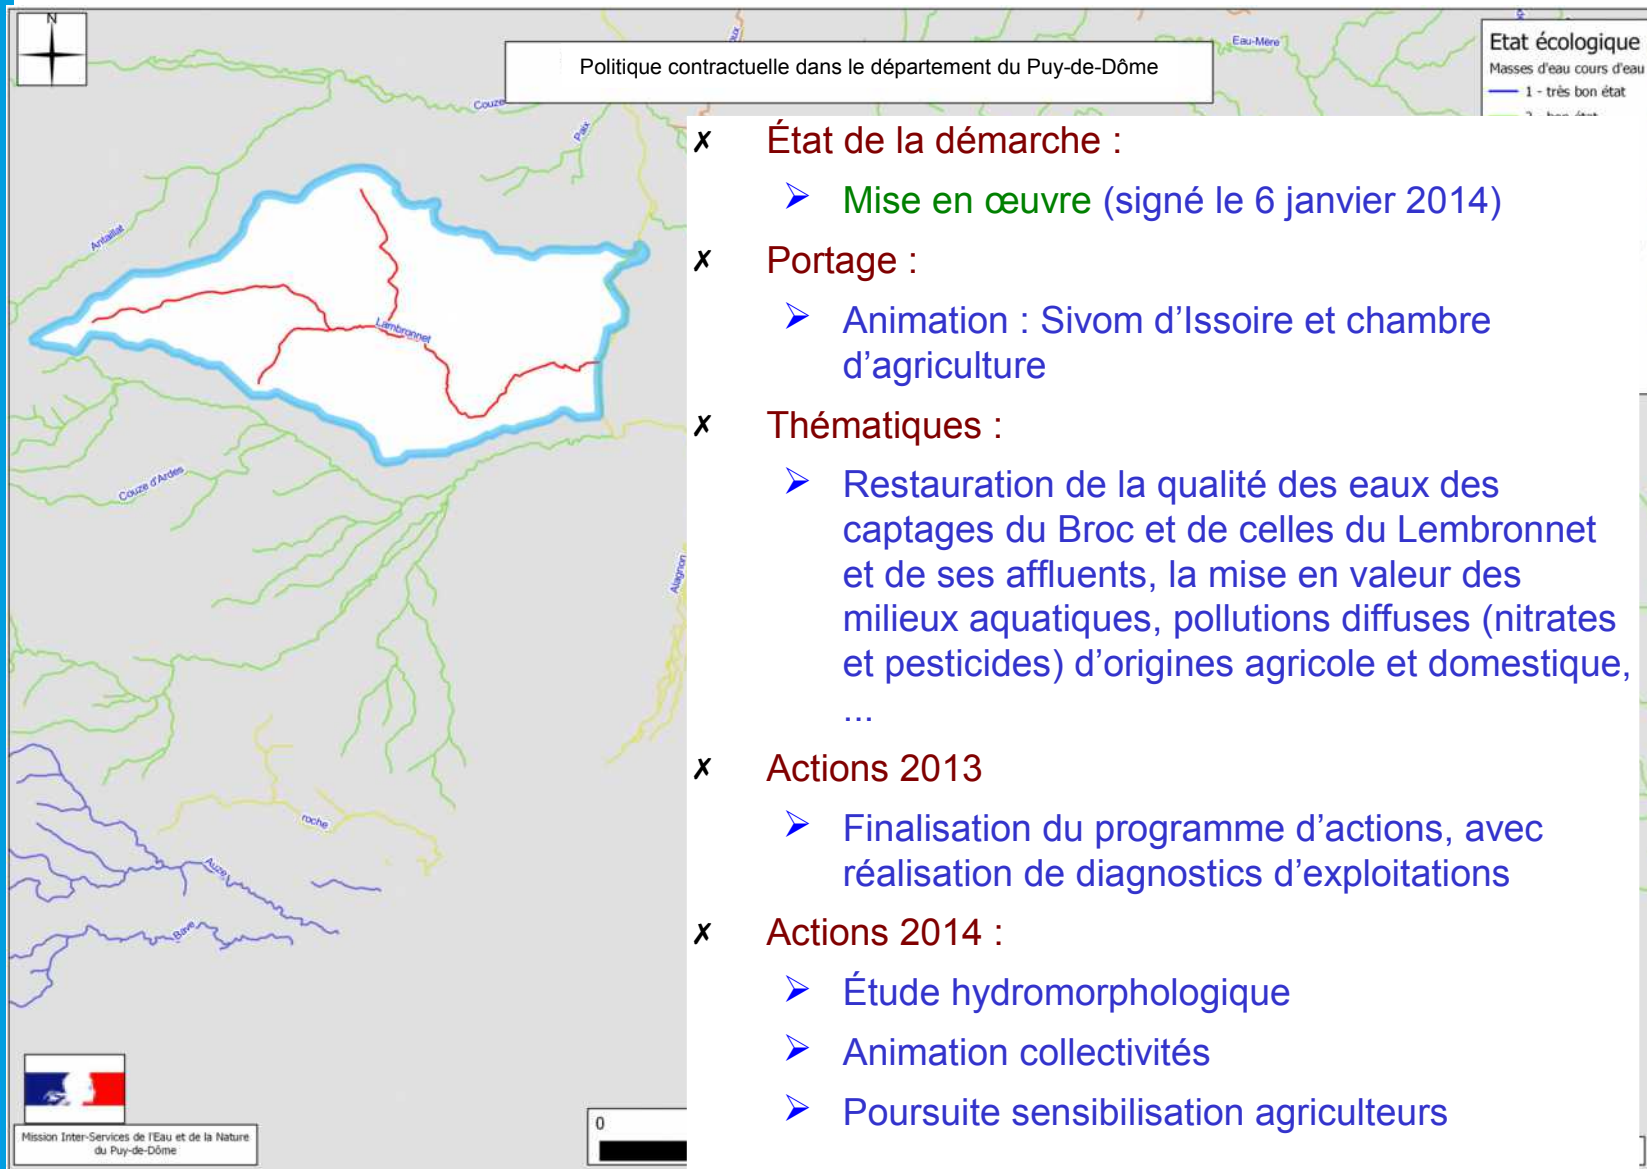 N
Politique contractuelle dans le département du Puy-de-Dôme
Eau-Mère
Etat écologique
Masses d'eau cours d'eau
1 - très bon état
Couze
Paix
Antaillat
Lambronnet
Couze d'Ardes
Alagnon
roche
Auze
Bave
✗ État de la démarche :
➢ Mise en œuvre (signé le 6 janvier 2014)
✗ Portage :
➢ Animation : Sivom d’Issoire et chambre
d’agriculture
✗ Thématiques :
➢ Restauration de la qualité des eaux des
captages du Broc et de celles du Lembronnet
et de ses affluents, la mise en valeur des
milieux aquatiques, pollutions diffuses (nitrates
et pesticides) d’origines agricole et domestique,
...
✗ Actions 2013
➢ Finalisation du programme d’actions, avec
réalisation de diagnostics d’exploitations
✗ Actions 2014 :
➢ Étude hydromorphologique
➢ Animation collectivités
➢ Poursuite sensibilisation agriculteurs
Mission Inter-Services de l'Eau et de la Nature
du Puy-de-Dôme
0